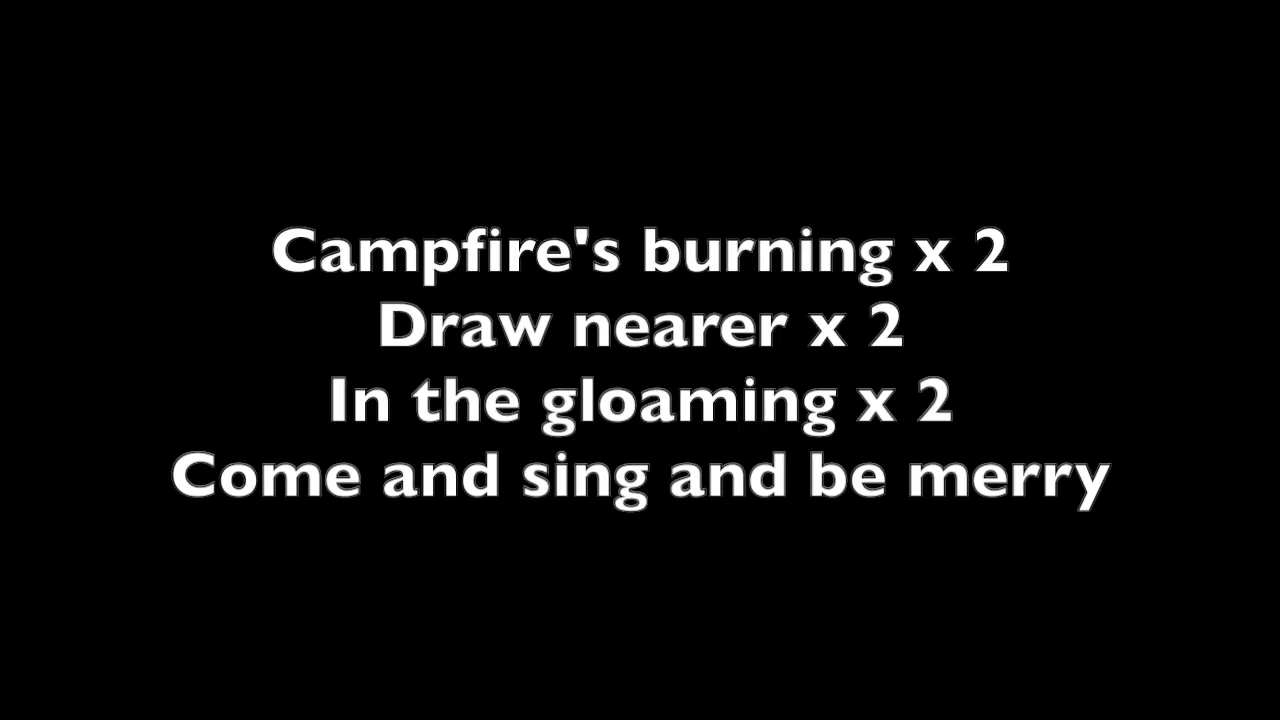 Campfire's burning x 2
Draw nearer x 2
In the gloaming x 2
Come and sing and be merry